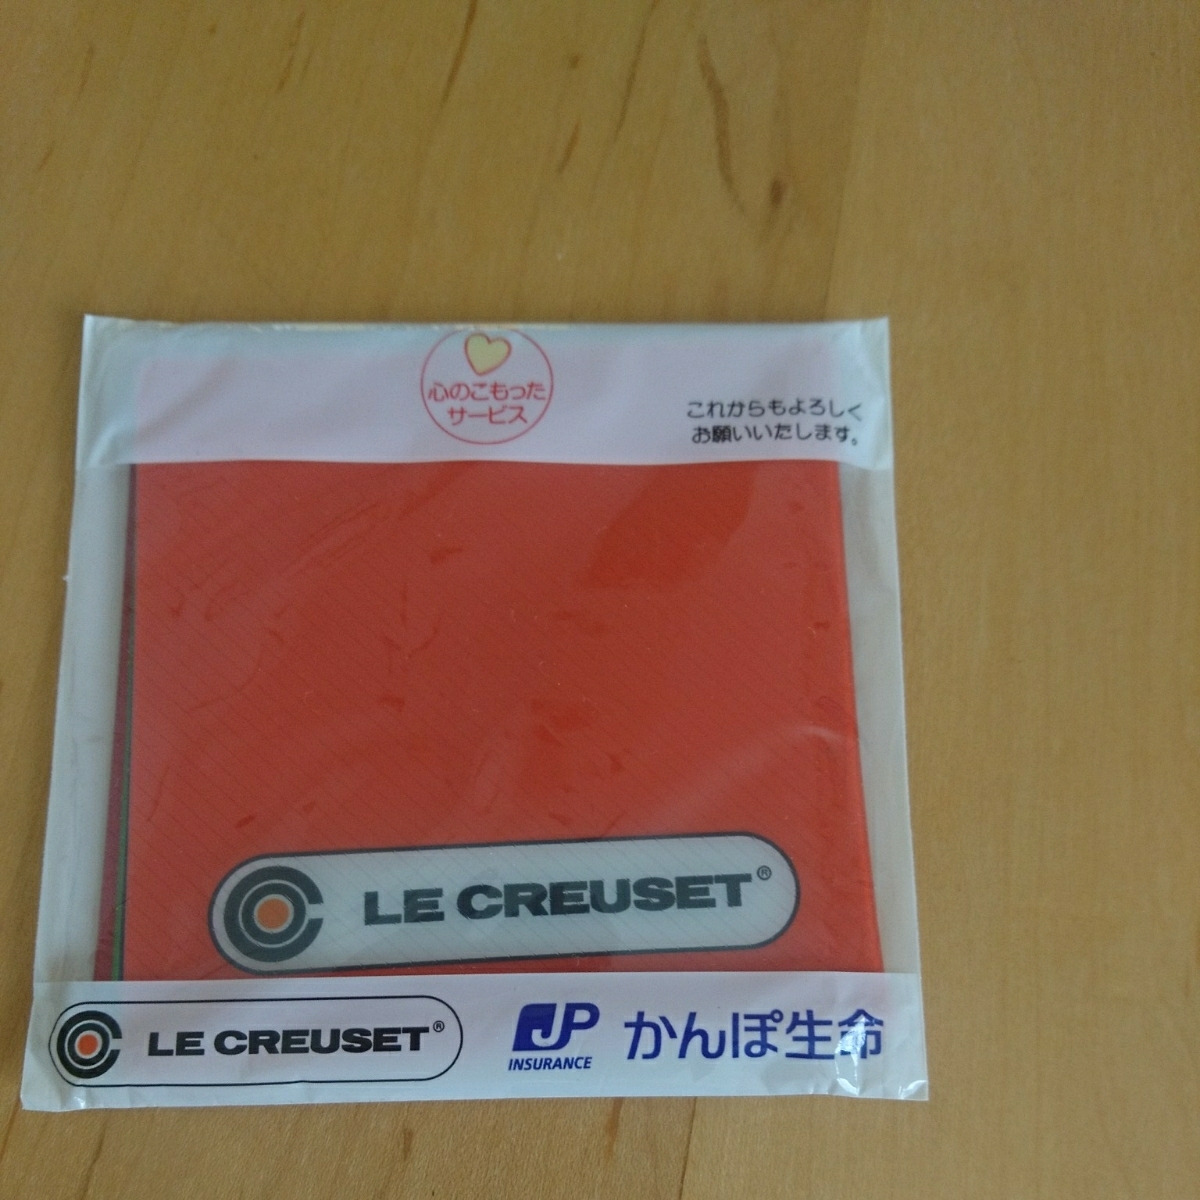 心のこもった
サービス
これからもよろしく
お願いいたします。
LE CREUSET®
LE CREUSET®
JP
INSURANCE
かんぽ生命